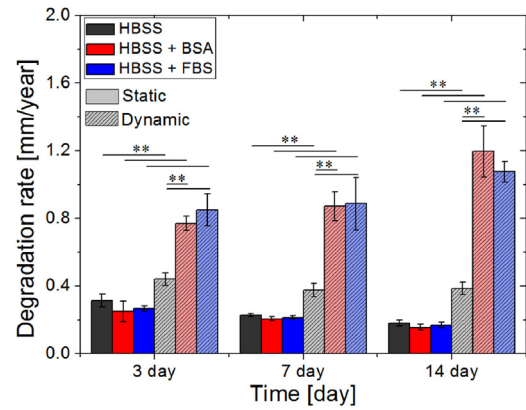 2.0
1.6
1.2
0.8
0.4
0.0
Degradation rate [mm/year]
HBSS
HBSS + BSA
HBSS + FBS
Static
Dynamic
**
**
**
**
**
**
3 day
7 day
14 day
Time [day]